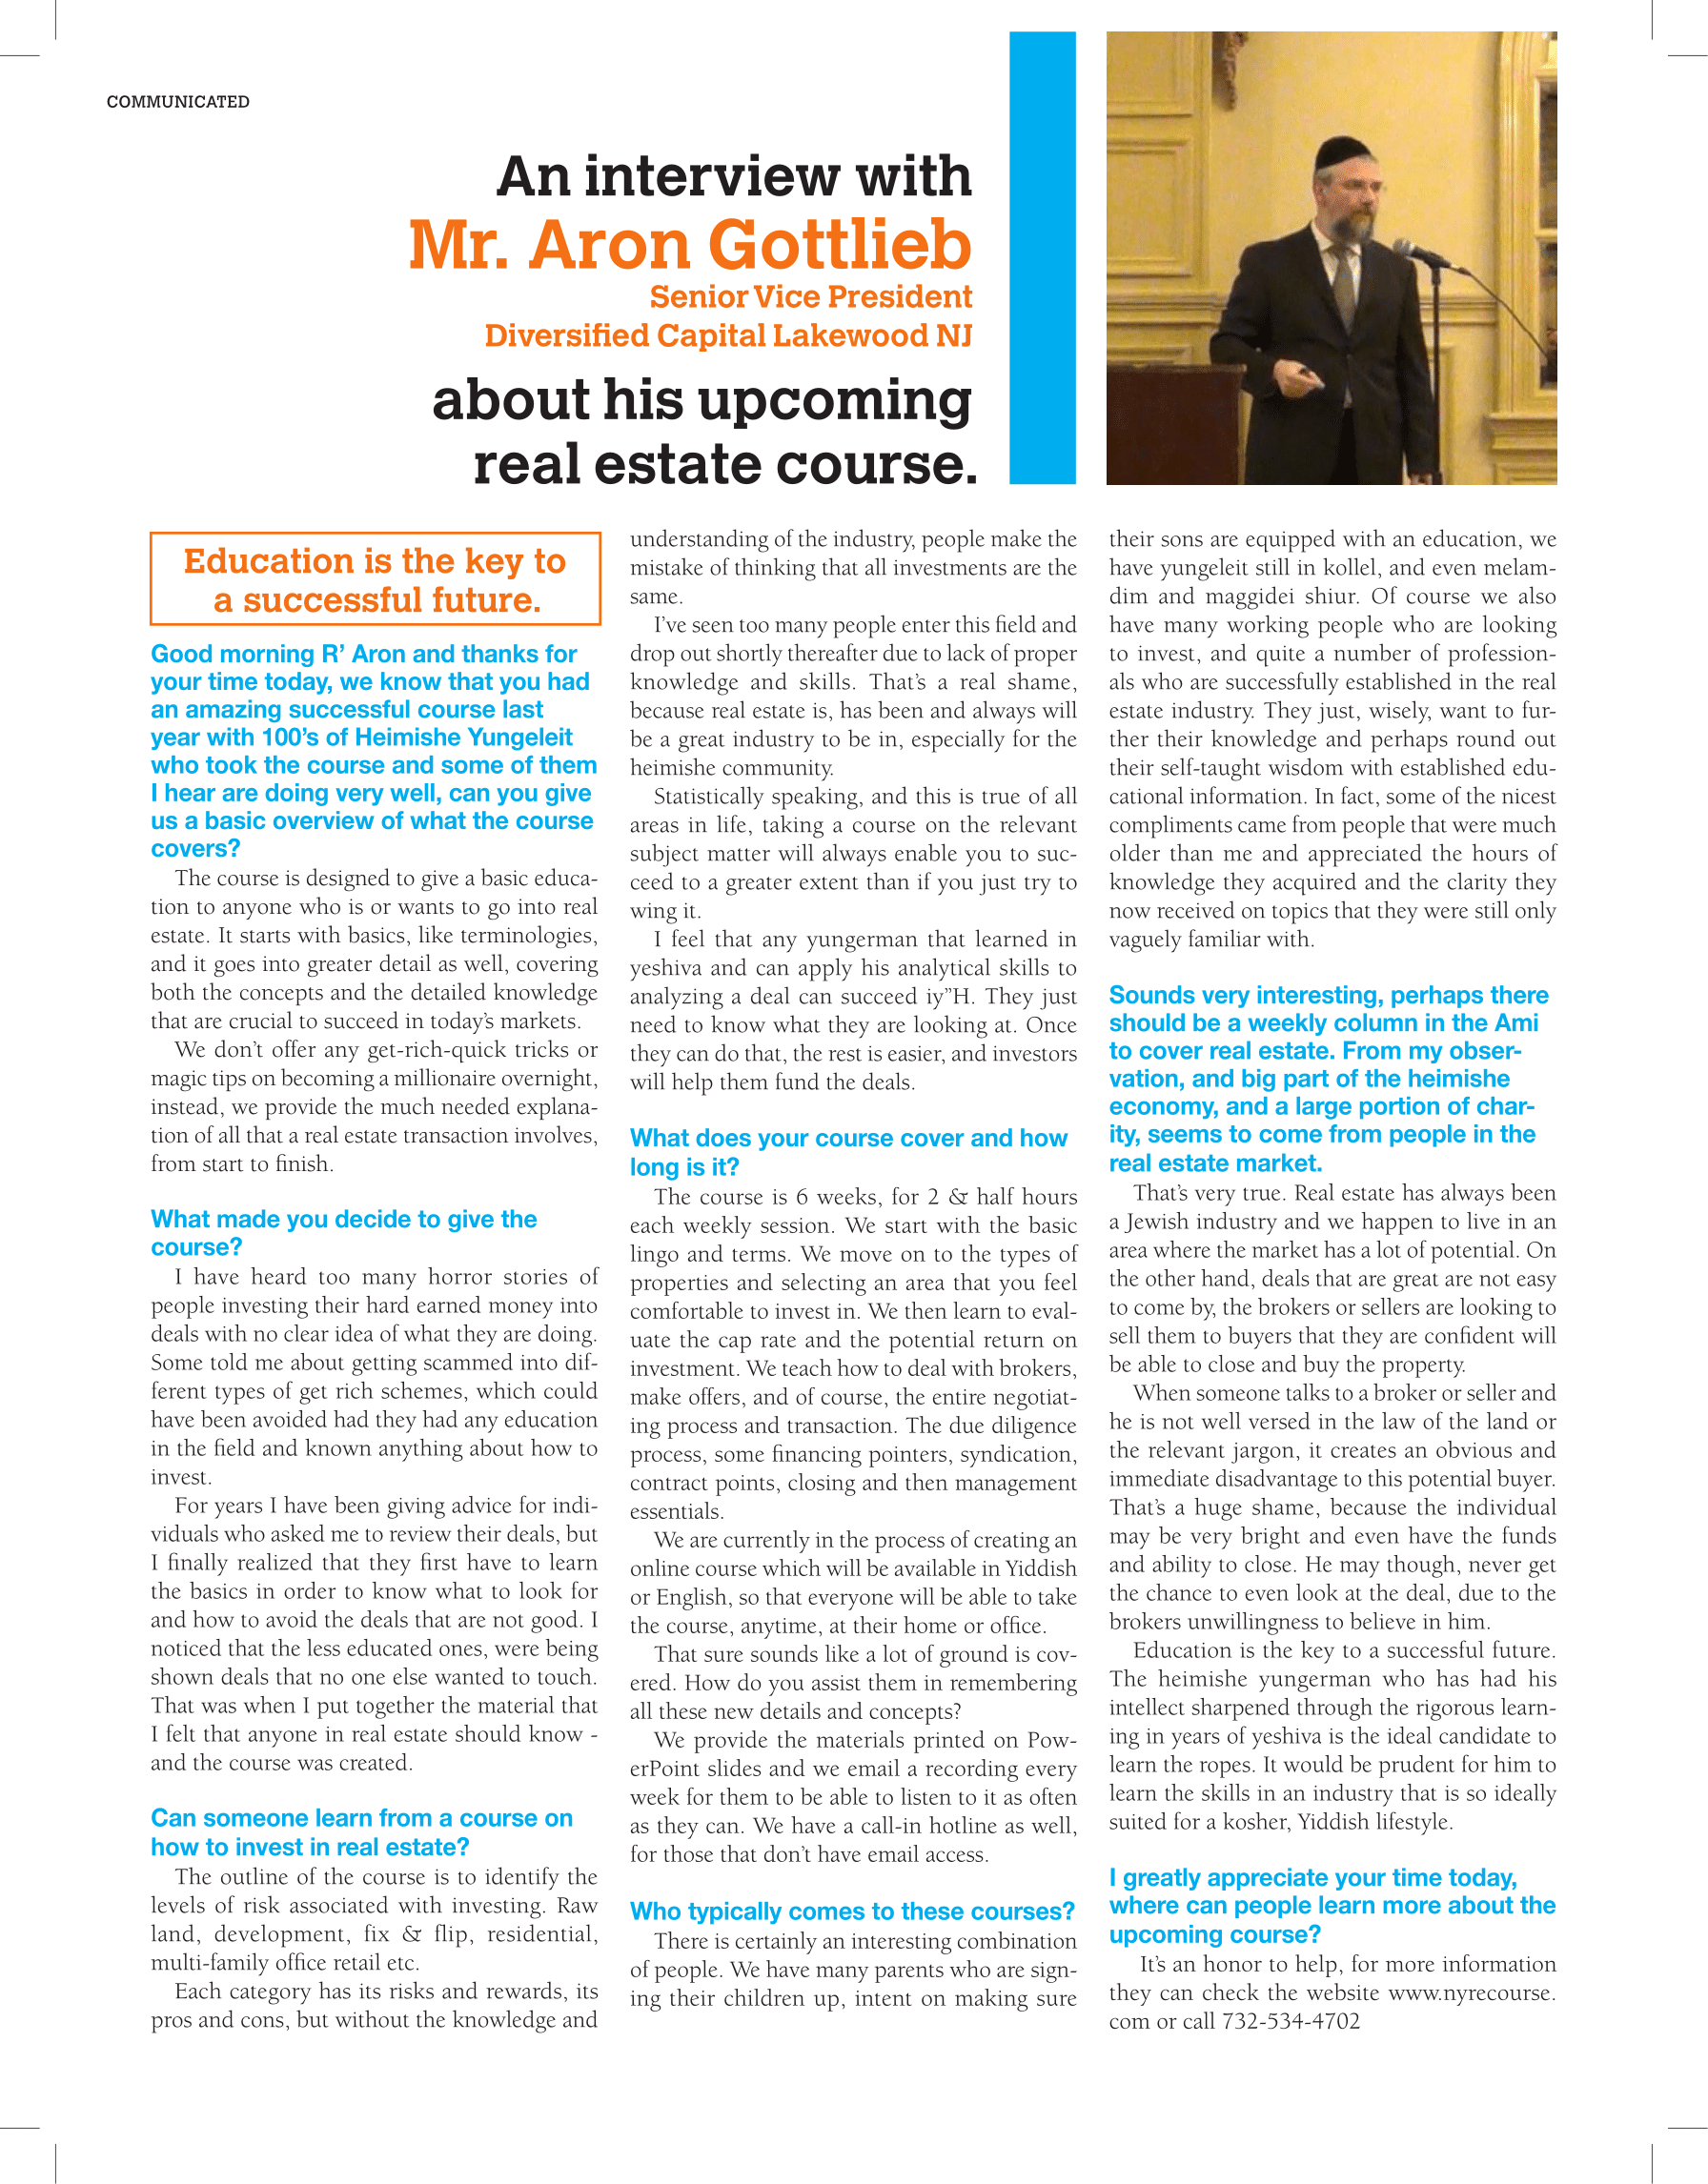 COMMUNICATED
An interview with
Mr. Aron Gottlieb
Senior Vice President
Diversified Capital Lakewood NJ
about his upcoming
real estate course.
Education is the key to
a successful future.
Good morning R’ Aron and thanks for
your time today, we know that you had
an amazing successful course last
year with 100’s of Heimishe Yungeleit
who took the course and some of them
I hear are doing very well, can you give
us a basic overview of what the course
covers?
The course is designed to give a basic educa-
tion to anyone who is or wants to go into real
estate. It starts with basics, like terminologies,
and it goes into greater detail as well, covering
both the concepts and the detailed knowledge
that are crucial to succeed in today’s markets.
We don’t offer any get-rich-quick tricks or
magic tips on becoming a millionaire overnight,
instead, we provide the much needed explana-
tion of all that a real estate transaction involves,
from start to finish.
What made you decide to give the
course?
I have heard too many horror stories of
people investing their hard earned money into
deals with no clear idea of what they are doing.
Some told me about getting scammed into dif-
ferent types of get rich schemes, which could
have been avoided had they had any education
in the field and known anything about how to
invest.
For years I have been giving advice for indi-
viduals who asked me to review their deals, but
I finally realized that they first have to learn
the basics in order to know what to look for
and how to avoid the deals that are not good. I
noticed that the less educated ones, were being
shown deals that no one else wanted to touch.
That was when I put together the material that
I felt that anyone in real estate should know -
and the course was created.
Can someone learn from a course on
how to invest in real estate?
The outline of the course is to identify the
levels of risk associated with investing. Raw
land, development, fix & flip, residential,
multi-family office retail etc.
Each category has its risks and rewards, its
pros and cons, but without the knowledge and
understanding of the industry, people make the
mistake of thinking that all investments are the
same.
I’ve seen too many people enter this field and
drop out shortly thereafter due to lack of proper
knowledge and skills. That’s a real shame,
because real estate is, has been and always will
be a great industry to be in, especially for the
heimishe community.
Statistically speaking, and this is true of all
areas in life, taking a course on the relevant
subject matter will always enable you to suc-
ceed to a greater extent than if you just try to
wing it.
I feel that any yungerman that learned in
yeshiva and can apply his analytical skills to
analyzing a deal can succeed iy”H. They just
need to know what they are looking at. Once
they can do that, the rest is easier, and investors
will help them fund the deals.
What does your course cover and how
long is it?
The course is 6 weeks, for 2 & half hours
each weekly session. We start with the basic
lingo and terms. We move on to the types of
properties and selecting an area that you feel
comfortable to invest in. We then learn to eval-
uate the cap rate and the potential return on
investment. We teach how to deal with brokers,
make offers, and of course, the entire negotiat-
ing process and transaction. The due diligence
process, some financing pointers, syndication,
contract points, closing and then management
essentials.
We are currently in the process of creating an
online course which will be available in Yiddish
or English, so that everyone will be able to take
the course, anytime, at their home or office.
That sure sounds like a lot of ground is cov-
ered. How do you assist them in remembering
all these new details and concepts?
We provide the materials printed on Pow-
erPoint slides and we email a recording every
week for them to be able to listen to it as often
as they can. We have a call-in hotline as well,
for those that don’t have email access.
Who typically comes to these courses?
There is certainly an interesting combination
of people. We have many parents who are sign-
ing their children up, intent on making sure
their sons are equipped with an education, we
have yungeleit still in kollel, and even melam-
dim and maggidei shiur. Of course we also
have many working people who are looking
to invest, and quite a number of profession-
als who are successfully established in the real
estate industry. They just, wisely, want to fur-
ther their knowledge and perhaps round out
their self-taught wisdom with established edu-
cational information. In fact, some of the nicest
compliments came from people that were much
older than me and appreciated the hours of
knowledge they acquired and the clarity they
now received on topics that they were still only
vaguely familiar with.
Sounds very interesting, perhaps there
should be a weekly column in the Ami
to cover real estate. From my obser-
vation, and big part of the heimishe
economy, and a large portion of char-
ity, seems to come from people in the
real estate market.
That’s very true. Real estate has always been
a Jewish industry and we happen to live in an
area where the market has a lot of potential. On
the other hand, deals that are great are not easy
to come by, the brokers or sellers are looking to
sell them to buyers that they are confident will
be able to close and buy the property.
When someone talks to a broker or seller and
he is not well versed in the law of the land or
the relevant jargon, it creates an obvious and
immediate disadvantage to this potential buyer.
That’s a huge shame, because the individual
may be very bright and even have the funds
and ability to close. He may though, never get
the chance to even look at the deal, due to the
brokers unwillingness to believe in him.
Education is the key to a successful future.
The heimishe yungerman who has had his
intellect sharpened through the rigorous learn-
ing in years of yeshiva is the ideal candidate to
learn the ropes. It would be prudent for him to
learn the skills in an industry that is so ideally
suited for a kosher, Yiddish lifestyle.
I greatly appreciate your time today,
where can people learn more about the
upcoming course?
It’s an honor to help, for more information
they can check the website www.nyrecourse.
com or call 732-534-4702